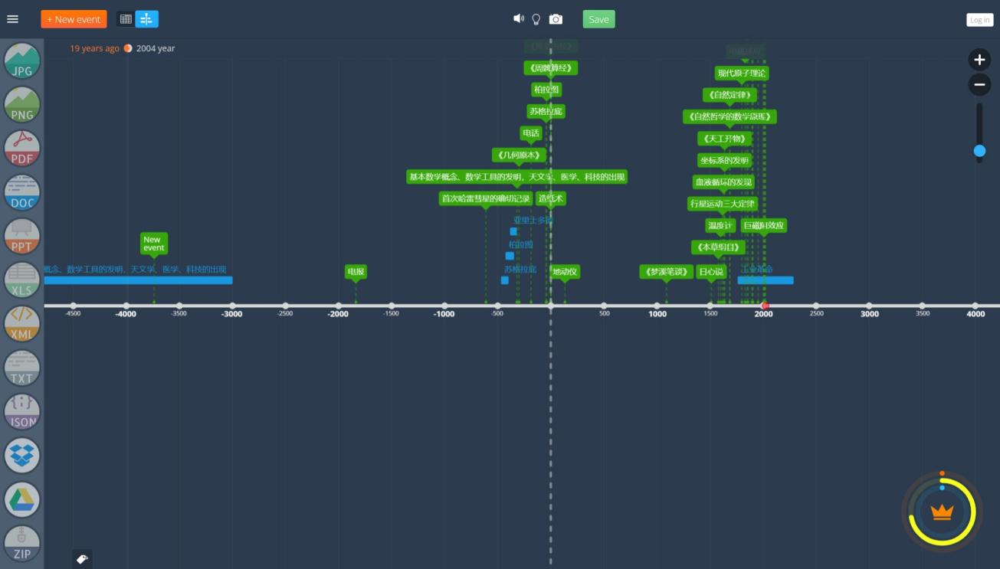 + New event
Save
Log in
19 years ago 2004 year
JPG
PNG
PDF
DOC
PPT
XLS
XML
TXT
JSON
ZIP
《周髀算经》
柏拉图
苏格拉底
电话
《几何原本》
基本数学概念、数学工具的发明，天文学、医学、科技的出现
首次哈雷彗星的确切记录
造纸术
亚里士多德
柏拉图
苏格拉底
地动仪
New
event
概念、数学工具的发明，天文学、医学、科技的出现
电报
现代原子理论
《自然定律》
《自然哲学的数学原理》
《天工开物》
坐标系的发明
血液循环的发现
行星运动三大定律
温度计
巨磁阻效应
《本草纲目》
《梦溪笔谈》
日心说
工业革命
-4500 -4000 -3500 -3000 -2500 -2000 -1500 -1000 -500 500 1000 1500 2000 2500 3000 3500 4000